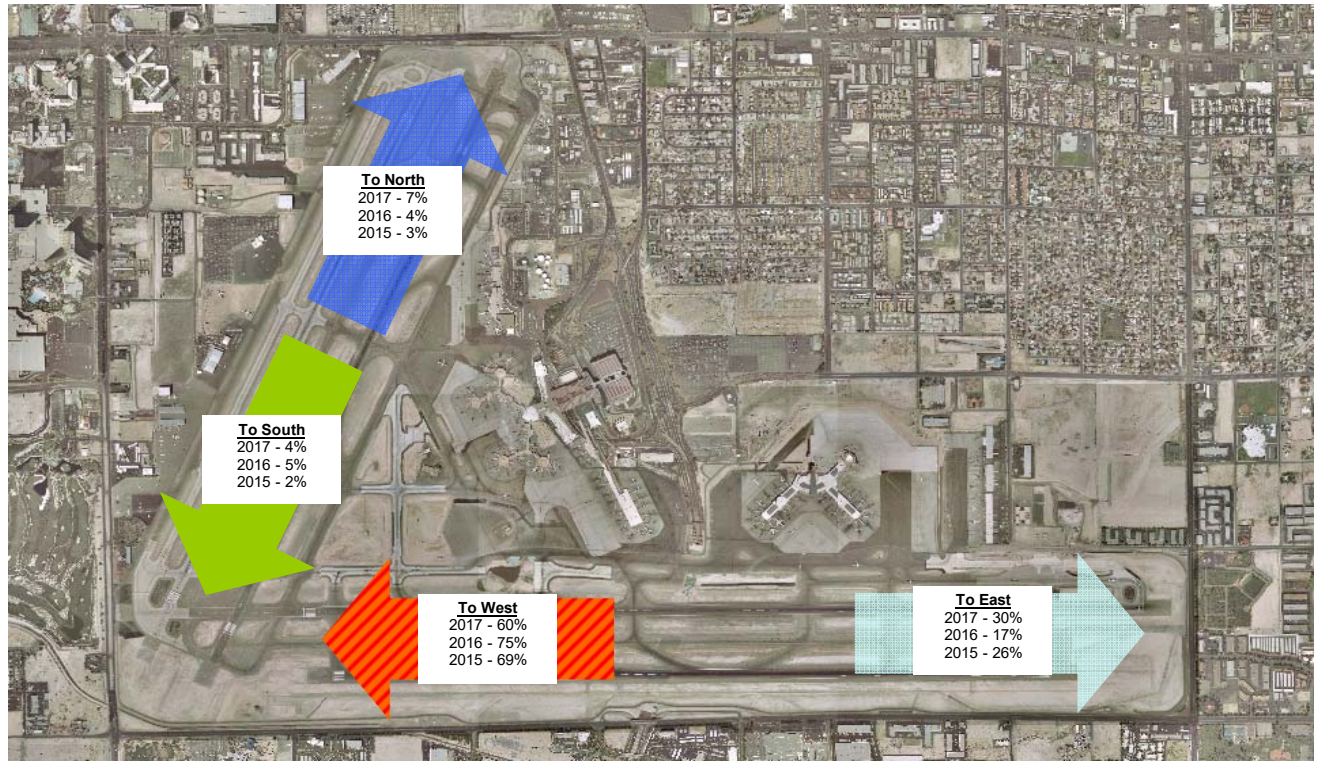 To North
2017 - 7%
2016 - 4%
2015 - 3%
To South
2017 - 4%
2016 - 5%
2015 - 2%
To West
2017 - 60%
2016 - 75%
2015 - 69%
To East
2017 - 30%
2016 - 17%
2015 - 26%